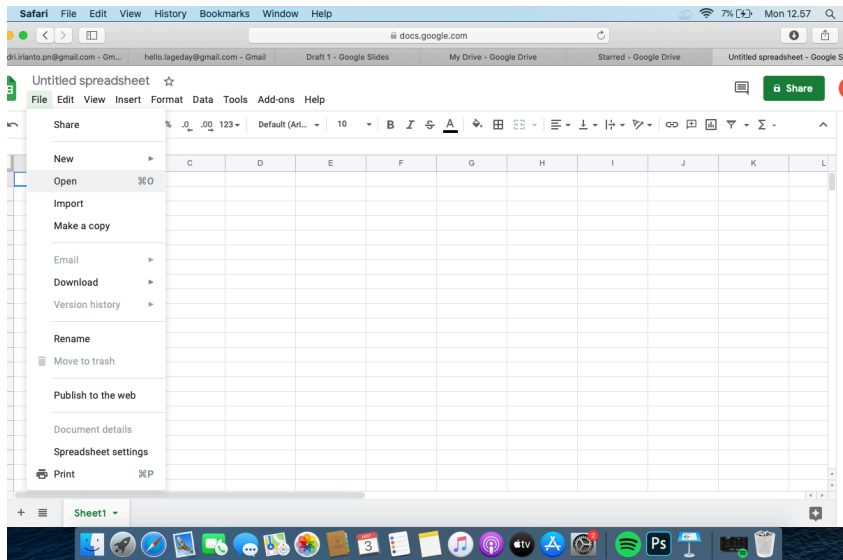 Safari File Edit View History Bookmarks Window Help 7% Mon 12.57
docs.google.com
dri.irianto.pn@gmail.com - Gm... hello.lageday@gmail.com - Gmail Draft 1 - Google Slides My Drive - Google Drive Starred - Google Drive Untitled spreadsheet - Google S
Untitled spreadsheet
Share
File Edit View Insert Format Data Tools Add-ons Help
% .0 .00 123 Default (Ari... 10 B I S A
Share
New
C D E F G H I J K L
Open ⌘O
Import
Make a copy
Email
Download
Version history
Rename
Move to trash
Publish to the web
Document details
Spreadsheet settings
Print ⌘P
+ Sheet1
3 tv Ps